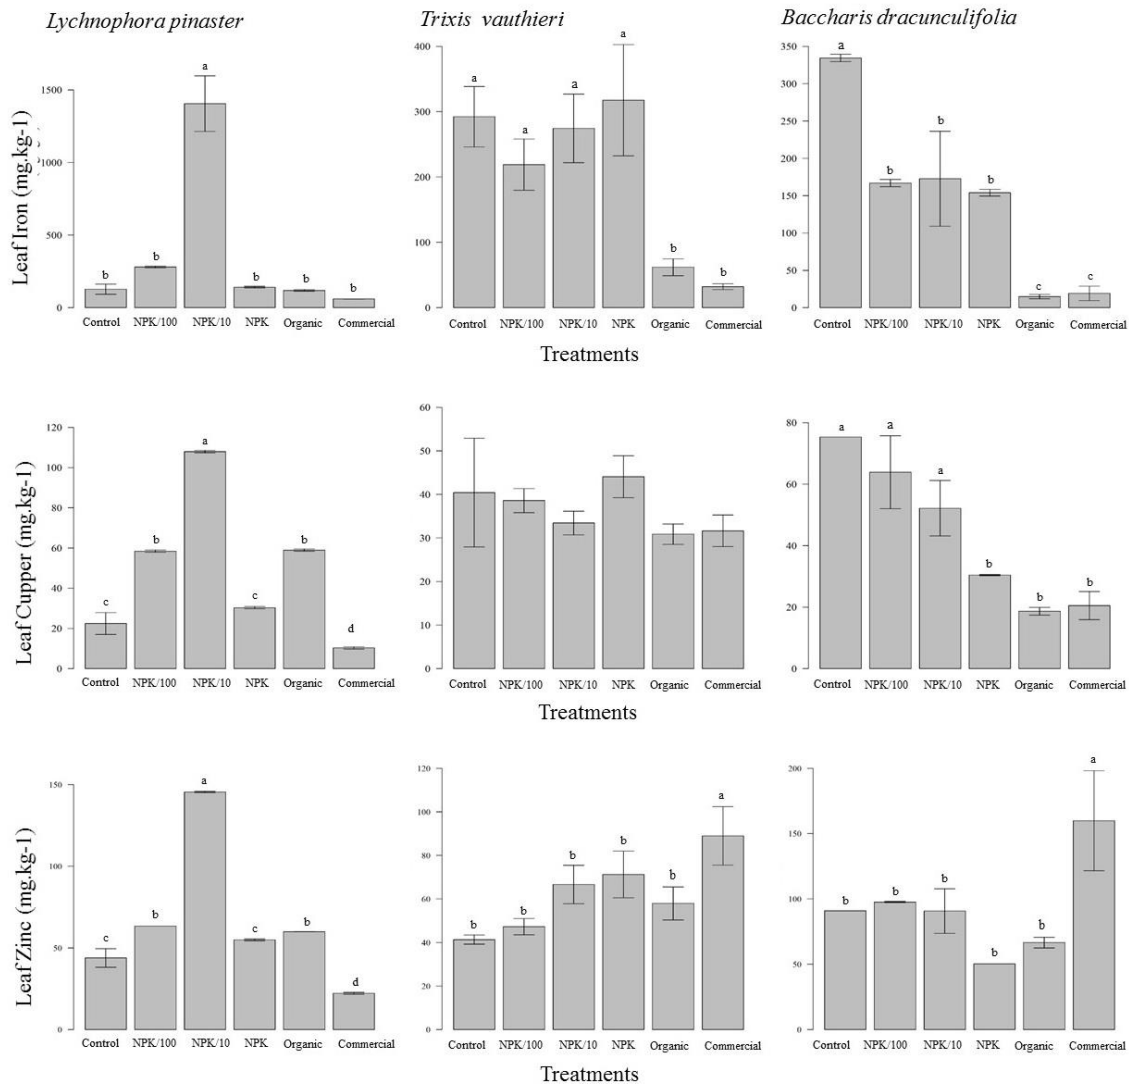 Lychnophora pinaster
Trixis vauthieri
Baccharis dracunculifolia
Leaf Iron (mg.kg-1)
1500
1000
500
0
b
b
a
b
b
b
Control NPK/100 NPK/10 NPK Organic Commercial
400
300
200
100
0
a
a
a
a
b
b
Control NPK/100 NPK/10 NPK Organic Commercial
350
300
250
200
150
100
50
0
a
b
b
b
c
c
Control NPK/100 NPK/10 NPK Organic Commercial
Treatments
Leaf Cupper (mg.kg-1)
120
100
80
60
40
20
0
c
b
a
c
b
d
Control NPK/100 NPK/10 NPK Organic Commercial
60
50
40
30
20
10
0
Control NPK/100 NPK/10 NPK Organic Commercial
80
60
40
20
0
a
a
a
b
b
b
Control NPK/100 NPK/10 NPK Organic Commercial
Treatments
Leaf Zinc (mg.kg-1)
150
100
50
0
c
b
a
c
b
d
Control NPK/100 NPK/10 NPK Organic Commercial
120
100
80
60
40
20
0
b
b
b
b
b
a
Control NPK/100 NPK/10 NPK Organic Commercial
200
150
100
50
0
b
b
b
b
b
a
Control NPK/100 NPK/10 NPK Organic Commercial
Treatments